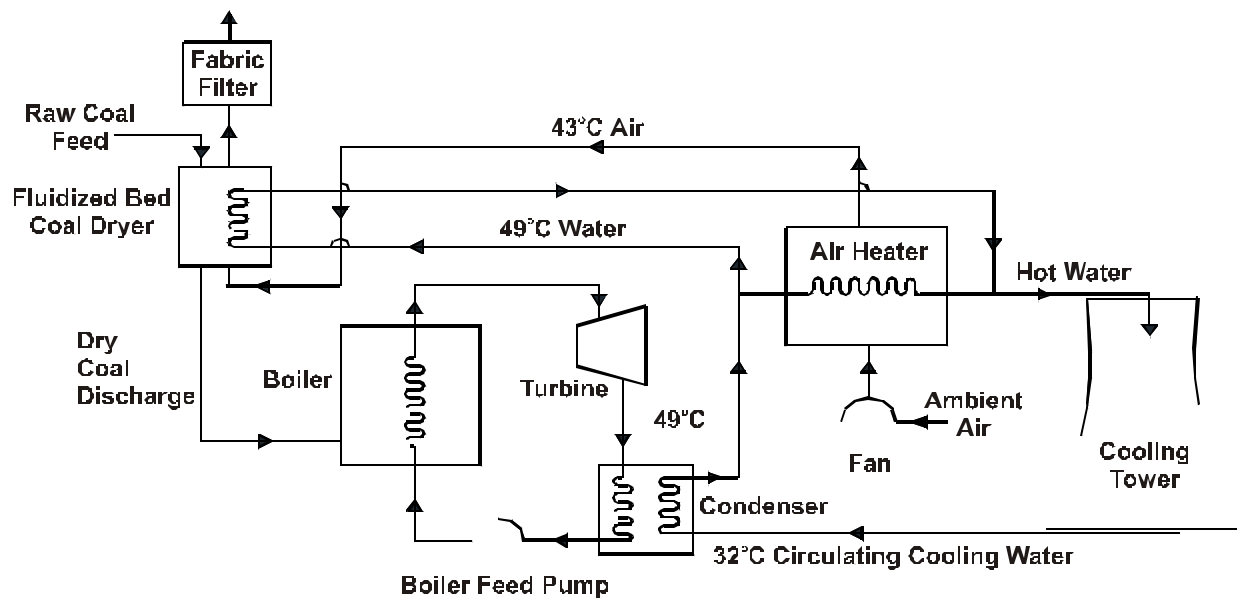 Fabric
Filter
Raw Coal
Feed
43°C Air
Fluidized Bed
Coal Dryer
49°C Water
Air Heater
Hot Water
Dry
Coal
Discharge
Boiler
Turbine
49°C
Ambient
Air
Fan
Cooling
Tower
Condenser
32°C Circulating Cooling Water
Boiler Feed Pump